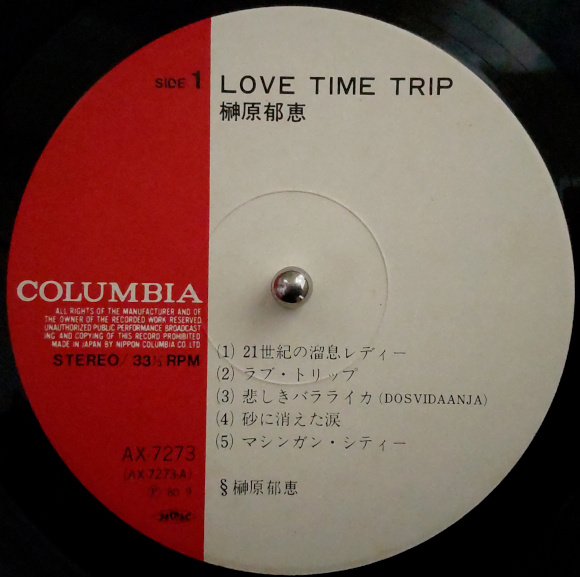 SIDE 1
LOVE TIME TRIP
榊原郁恵
COLUMBIA
ALL RIGHTS OF THE MANUFACTURER AND OF
THE OWNER OF THE RECORDED WORK RESERVED.
UNAUTHORIZED PUBLIC PERFORMANCE BROADCAST
ING AND COPYING OF THIS RECORD PROHIBITED
MADE IN JAPAN BY NIPPON COLUMBIA CO. LTD
STEREO/33⅓RPM
(1) 21世紀の溜息レディー
(2) ラブ・トリップ
(3) 悲しきバラライカ (DOSVIDAANJA)
(4) 砂に消えた涙
(5) マシンガン・シティー
AX-7273
(AX-7273-A)
§ 榊原郁恵